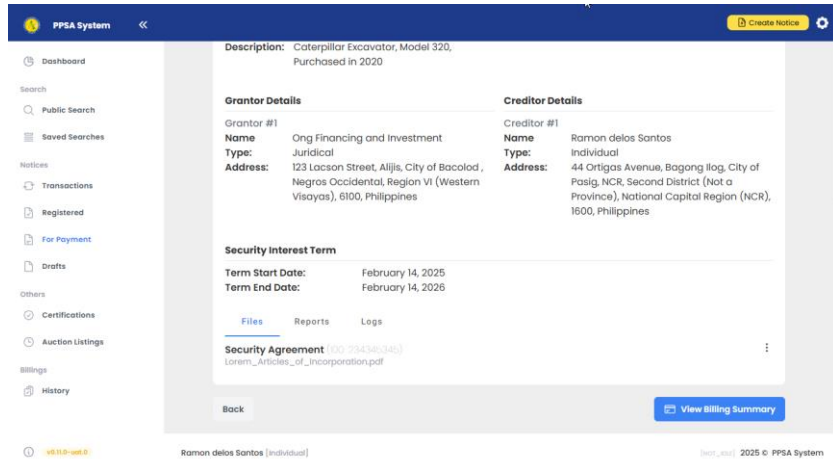 PPSA System
Create Notice
Dashboard
Search
Public Search
Saved Searches
Notices
Transactions
Registered
For Payment
Drafts
Others
Certifications
Auction Listings
Billings
History
v0.11.0-uat.0
Description: Caterpillar Excavator, Model 320,
Purchased in 2020
Grantor Details
Grantor #1
Name Ong Financing and Investment
Type: Juridical
Address: 123 Lacson Street, Alijis, City of Bacolod ,
Negros Occidental, Region VI (Western
Visayas), 6100, Philippines
Creditor Details
Creditor #1
Name Ramon delos Santos
Type: Individual
Address: 44 Ortigas Avenue, Bagong Ilog, City of
Pasig, NCR, Second District (Not a
Province), National Capital Region (NCR),
1600, Philippines
Security Interest Term
Term Start Date: February 14, 2025
Term End Date: February 14, 2026
Files Reports Logs
Security Agreement
Lorem_Articles_of_Incorporation.pdf
Back
View Billing Summary
Ramon delos Santos [Individual]
2025 © PPSA System